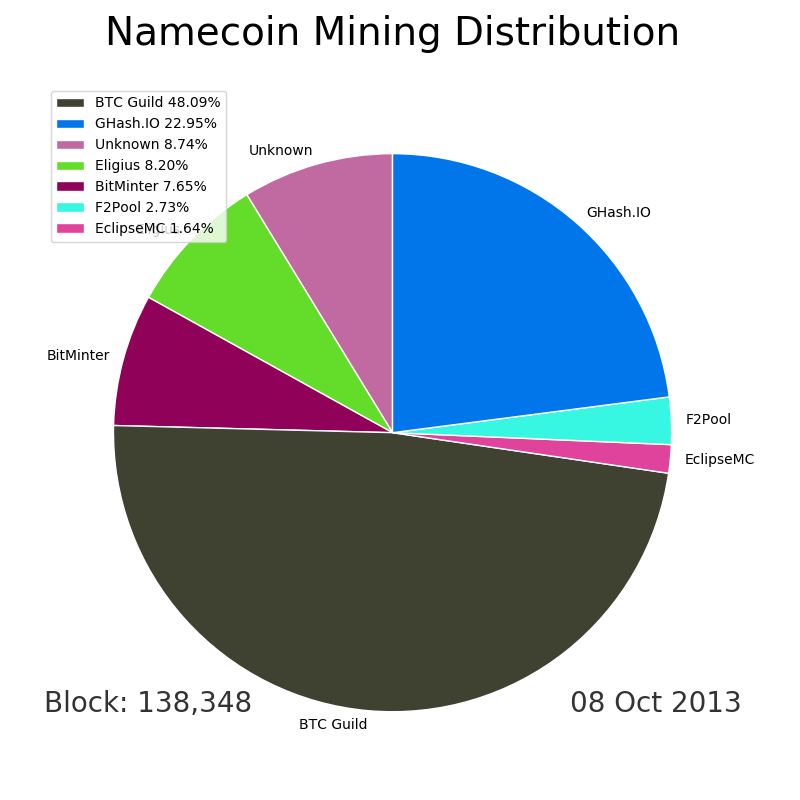 Namecoin Mining Distribution
BTC Guild 48.09%
GHash.IO 22.95%
Unknown 8.74%
Eligius 8.20%
BitMinter 7.65%
F2Pool 2.73%
EclipseMC 1.64%
Unknown
GHash.IO
Eligius
BitMinter
F2Pool
EclipseMC
BTC Guild
Block: 138,348
08 Oct 2013